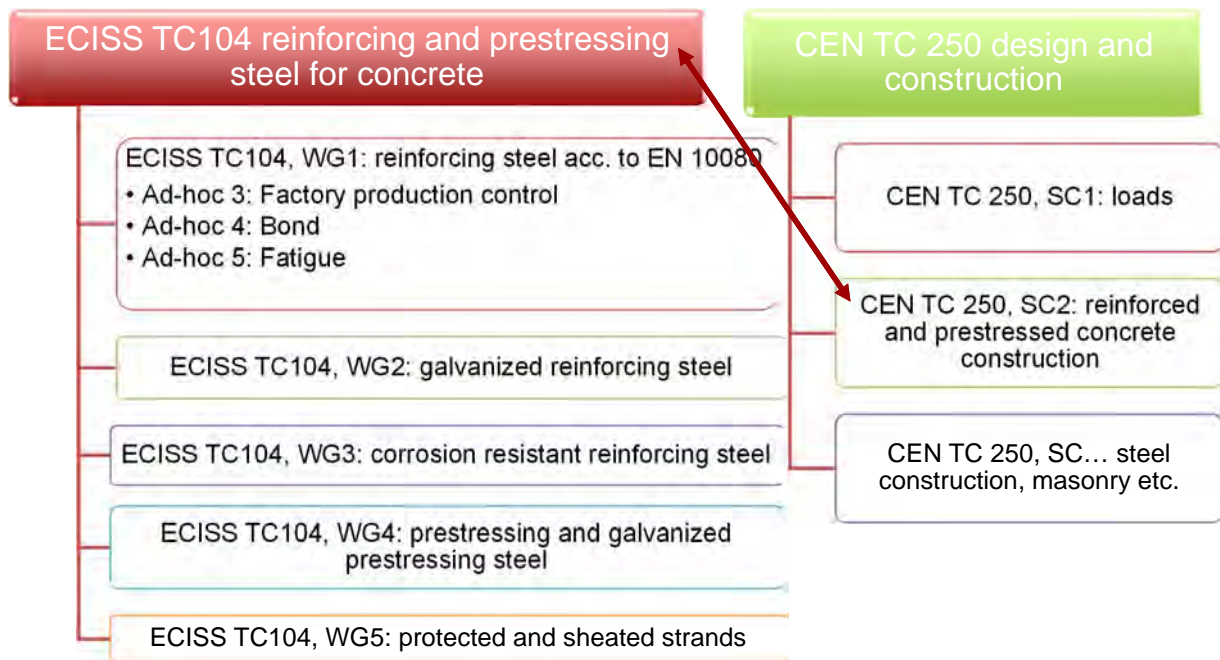 ECISS TC104 reinforcing and prestressing
steel for concrete
ECISS TC104, WG1: reinforcing steel acc. to EN 10080
• Ad-hoc 3: Factory production control
• Ad-hoc 4: Bond
• Ad-hoc 5: Fatigue
ECISS TC104, WG2: galvanized reinforcing steel
ECISS TC104, WG3: corrosion resistant reinforcing steel
ECISS TC104, WG4: prestressing and galvanized
prestressing steel
ECISS TC104, WG5: protected and sheated strands
CEN TC 250 design and
construction
CEN TC 250, SC1: loads
CEN TC 250, SC2: reinforced
and prestressed concrete
construction
CEN TC 250, SC… steel
construction, masonry etc.